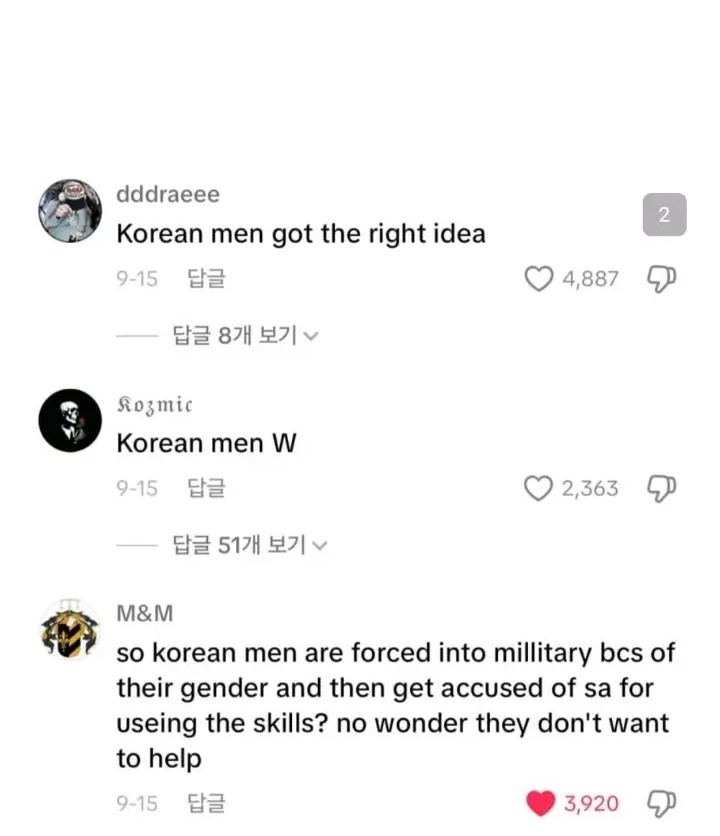 dddraeee
Korean men got the right idea
2
9-15 답글
4,887
답글 8개 보기
𝕶𝖔𝖟𝖒𝖎𝖈
Korean men W
9-15 답글
2,363
답글 51개 보기
M&M
so korean men are forced into millitary bcs of
their gender and then get accused of sa for
useing the skills? no wonder they don't want
to help
9-15 답글
3,920